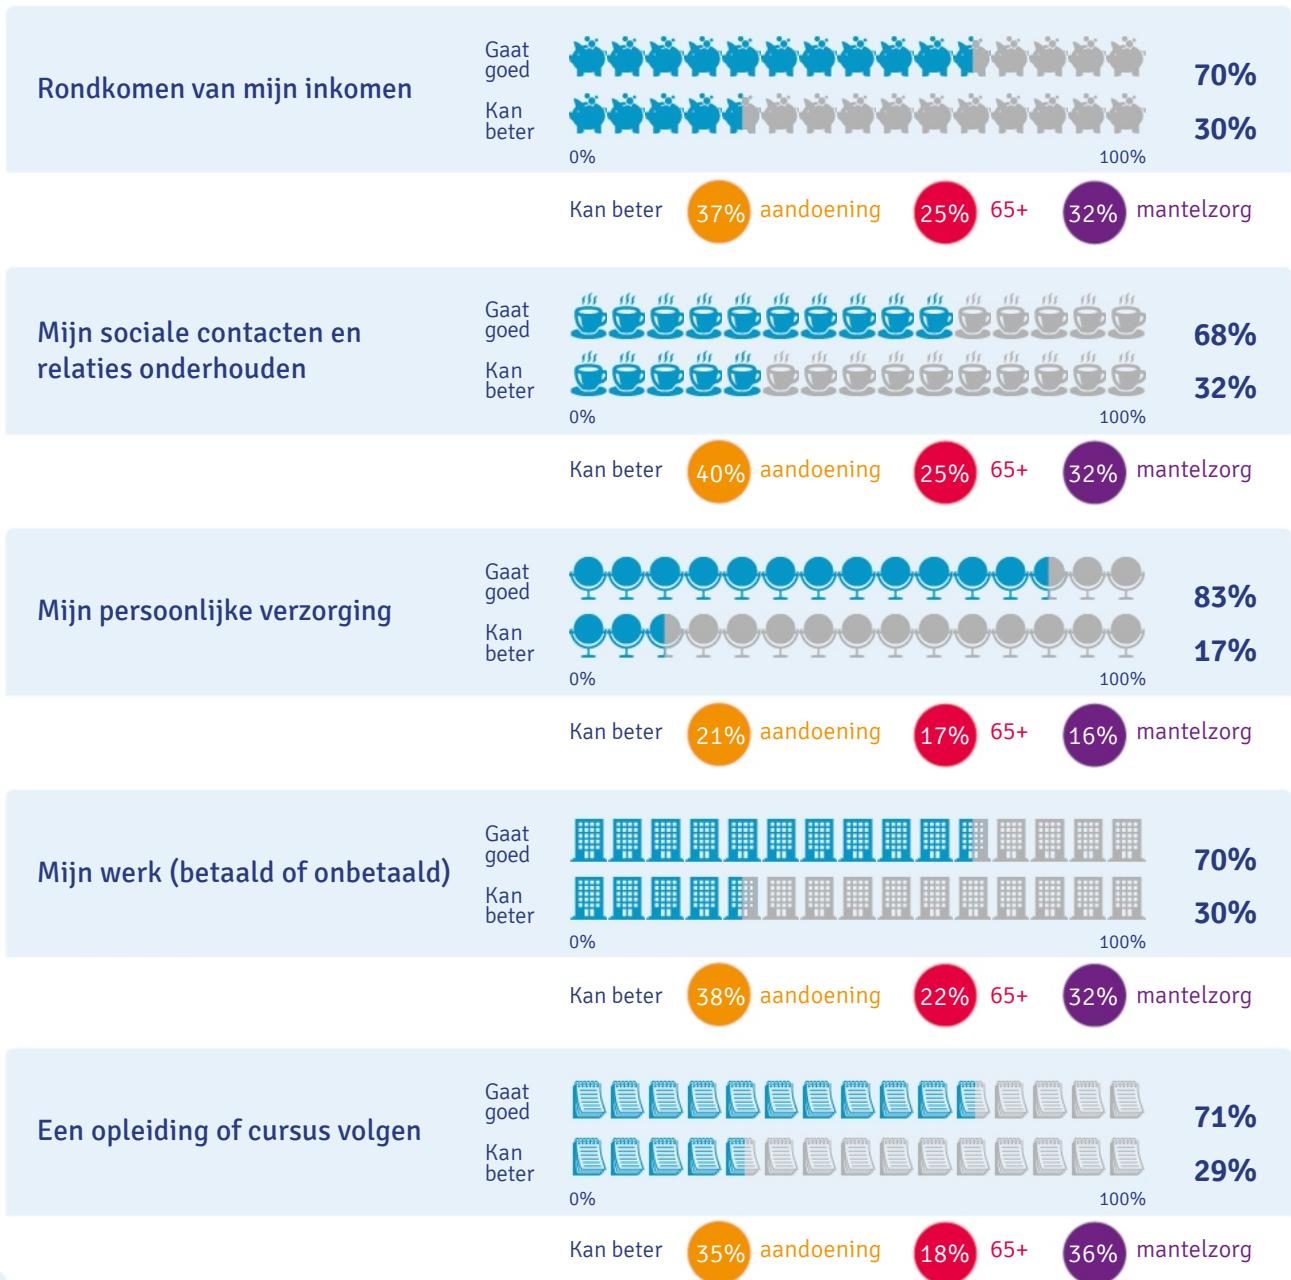 Rondkomen van mijn inkomen
Gaat
goed
70%
Kan
beter
30%
0% 100%
Kan beter 37% aandoening 25% 65+ 32% mantelzorg
Mijn sociale contacten en
relaties onderhouden
Gaat
goed
68%
Kan
beter
32%
0% 100%
Kan beter 40% aandoening 25% 65+ 32% mantelzorg
Mijn persoonlijke verzorging
Gaat
goed
83%
Kan
beter
17%
0% 100%
Kan beter 21% aandoening 17% 65+ 16% mantelzorg
Mijn werk (betaald of onbetaald)
Gaat
goed
70%
Kan
beter
30%
0% 100%
Kan beter 38% aandoening 22% 65+ 32% mantelzorg
Een opleiding of cursus volgen
Gaat
goed
71%
Kan
beter
29%
0% 100%
Kan beter 35% aandoening 18% 65+ 36% mantelzorg